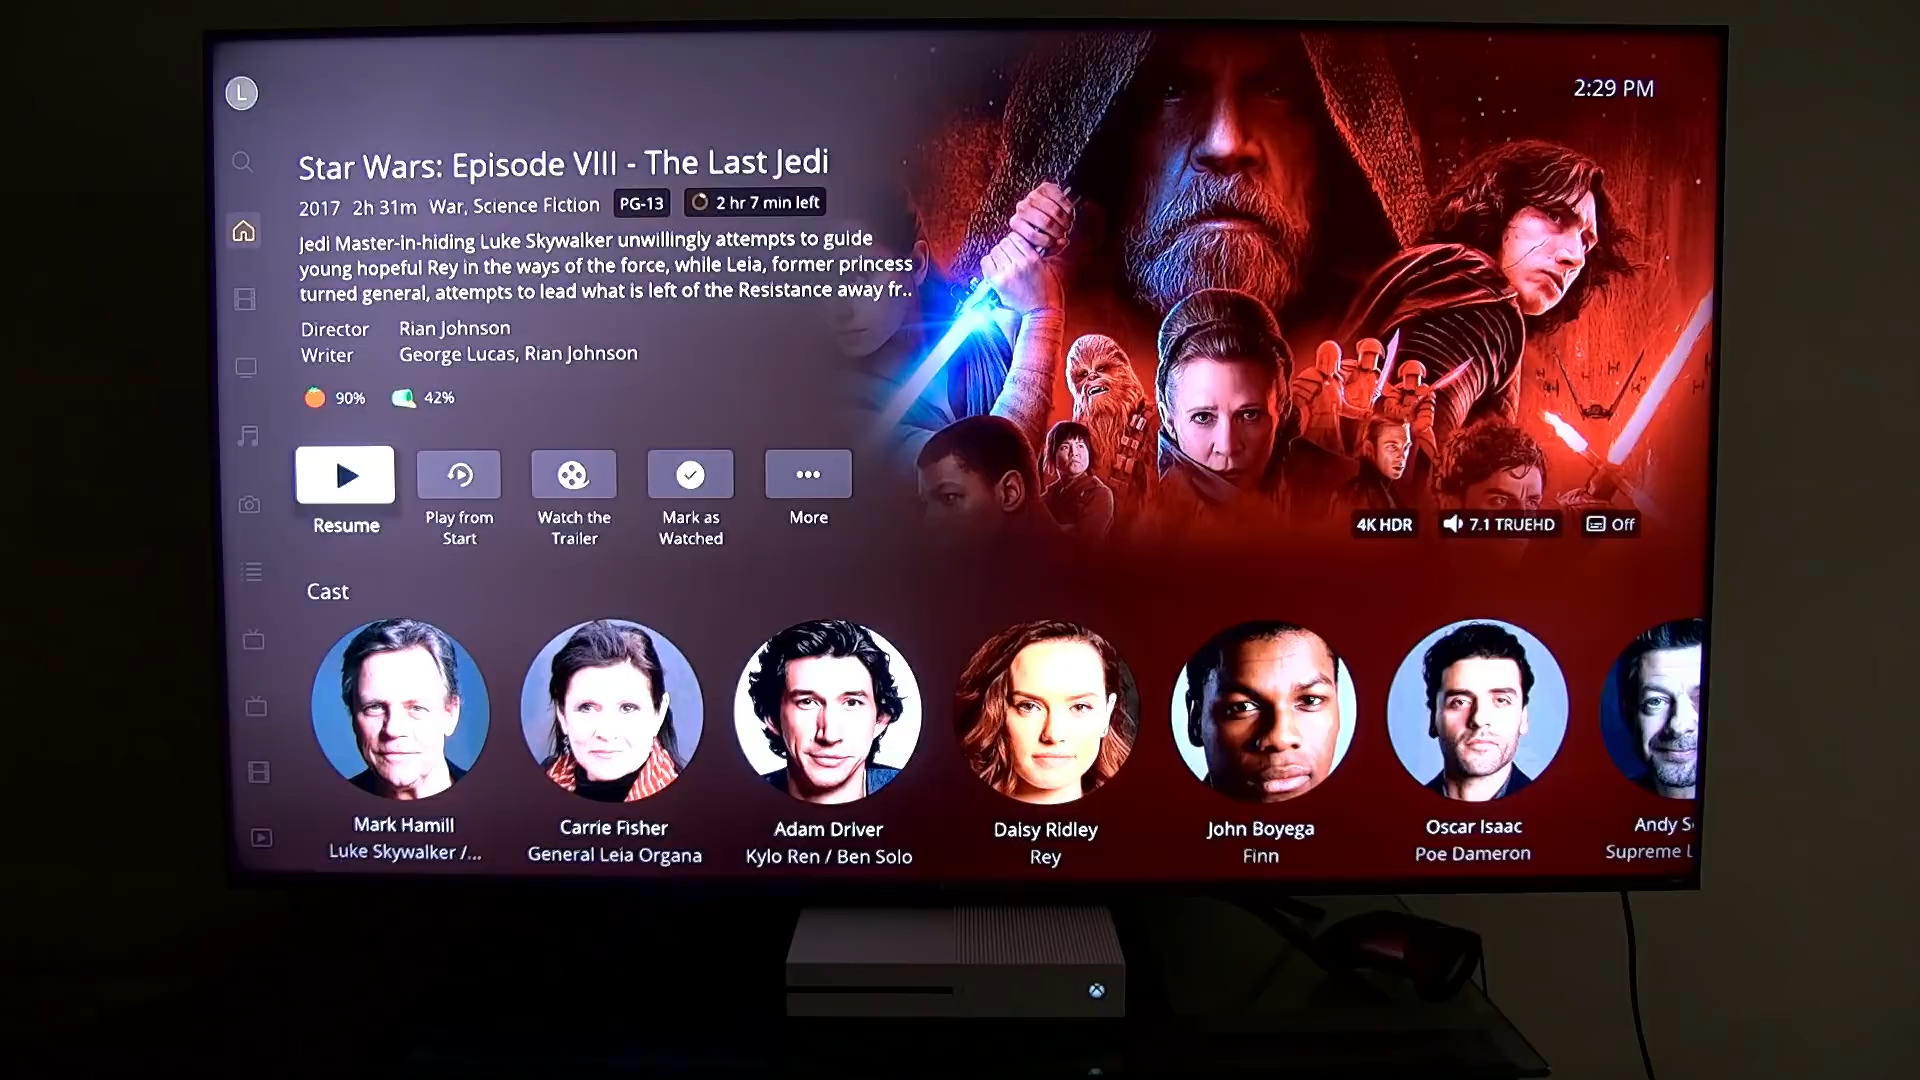 L
2:29 PM
Star Wars: Episode VIII - The Last Jedi
2017 2h 31m War, Science Fiction PG-13 2 hr 7 min left
Jedi Master-in-hiding Luke Skywalker unwillingly attempts to guide
young hopeful Rey in the ways of the force, while Leia, former princess
turned general, attempts to lead what is left of the Resistance away fr..
Director Rian Johnson
Writer George Lucas, Rian Johnson
90% 42%
Resume
Play from
Start
Watch the
Trailer
Mark as
Watched
More
4K HDR 7.1 TRUEHD Off
Cast
Mark Hamill
Luke Skywalker /...
Carrie Fisher
General Leia Organa
Adam Driver
Kylo Ren / Ben Solo
Daisy Ridley
Rey
John Boyega
Finn
Oscar Isaac
Poe Dameron
Andy S
Supreme L